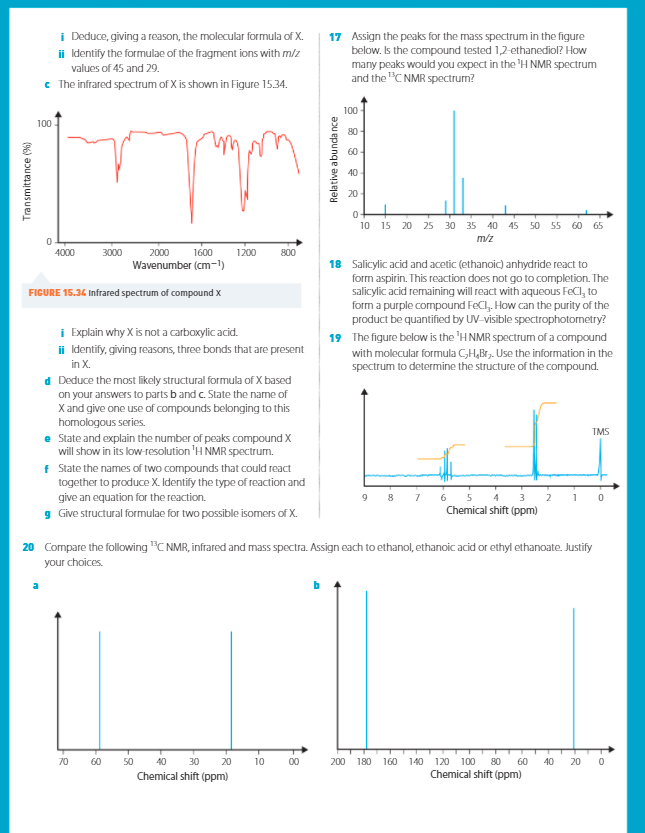 i Deduce, giving a reason, the molecular formula of X.
ii Identify the formulae of the fragment ions with m/z
values of 45 and 29.
c The infrared spectrum of X is shown in Figure 15.34.
100
0
Transmittance (%)
4000 3000 2000 1600 1200 800
Wavenumber (cm⁻¹)
FIGURE 15.34 Infrared spectrum of compound X
i Explain why X is not a carboxylic acid.
ii Identify, giving reasons, three bonds that are present
in X.
d Deduce the most likely structural formula of X based
on your answers to parts b and c. State the name of
X and give one use of compounds belonging to this
homologous series.
e State and explain the number of peaks compound X
will show in its low-resolution ¹H NMR spectrum.
f State the names of two compounds that could react
together to produce X. Identify the type of reaction and
give an equation for the reaction.
g Give structural formulae for two possible isomers of X.
17 Assign the peaks for the mass spectrum in the figure
below. Is the compound tested 1,2-ethanediol? How
many peaks would you expect in the ¹H NMR spectrum
and the ¹³C NMR spectrum?
100
80
60
40
20
0
Relative abundance
10 15 20 25 30 35 40 45 50 55 60 65
m/z
18 Salicylic acid and acetic (ethanoic) anhydride react to
form aspirin. This reaction does not go to completion. The
salicylic acid remaining will react with aqueous FeCl₃ to
form a purple compound FeCl₃. How can the purity of the
product be quantified by UV–visible spectrophotometry?
19 The figure below is the ¹H NMR spectrum of a compound
with molecular formula C₂H₄Br₂. Use the information in the
spectrum to determine the structure of the compound.
TMS
9 8 7 6 5 4 3 2 1 0
Chemical shift (ppm)
20 Compare the following ¹³C NMR, infrared and mass spectra. Assign each to ethanol, ethanoic acid or ethyl ethanoate. Justify
your choices.
a
70 60 50 40 30 20 10 00
Chemical shift (ppm)
b
200 180 160 140 120 100 80 60 40 20 0
Chemical shift (ppm)